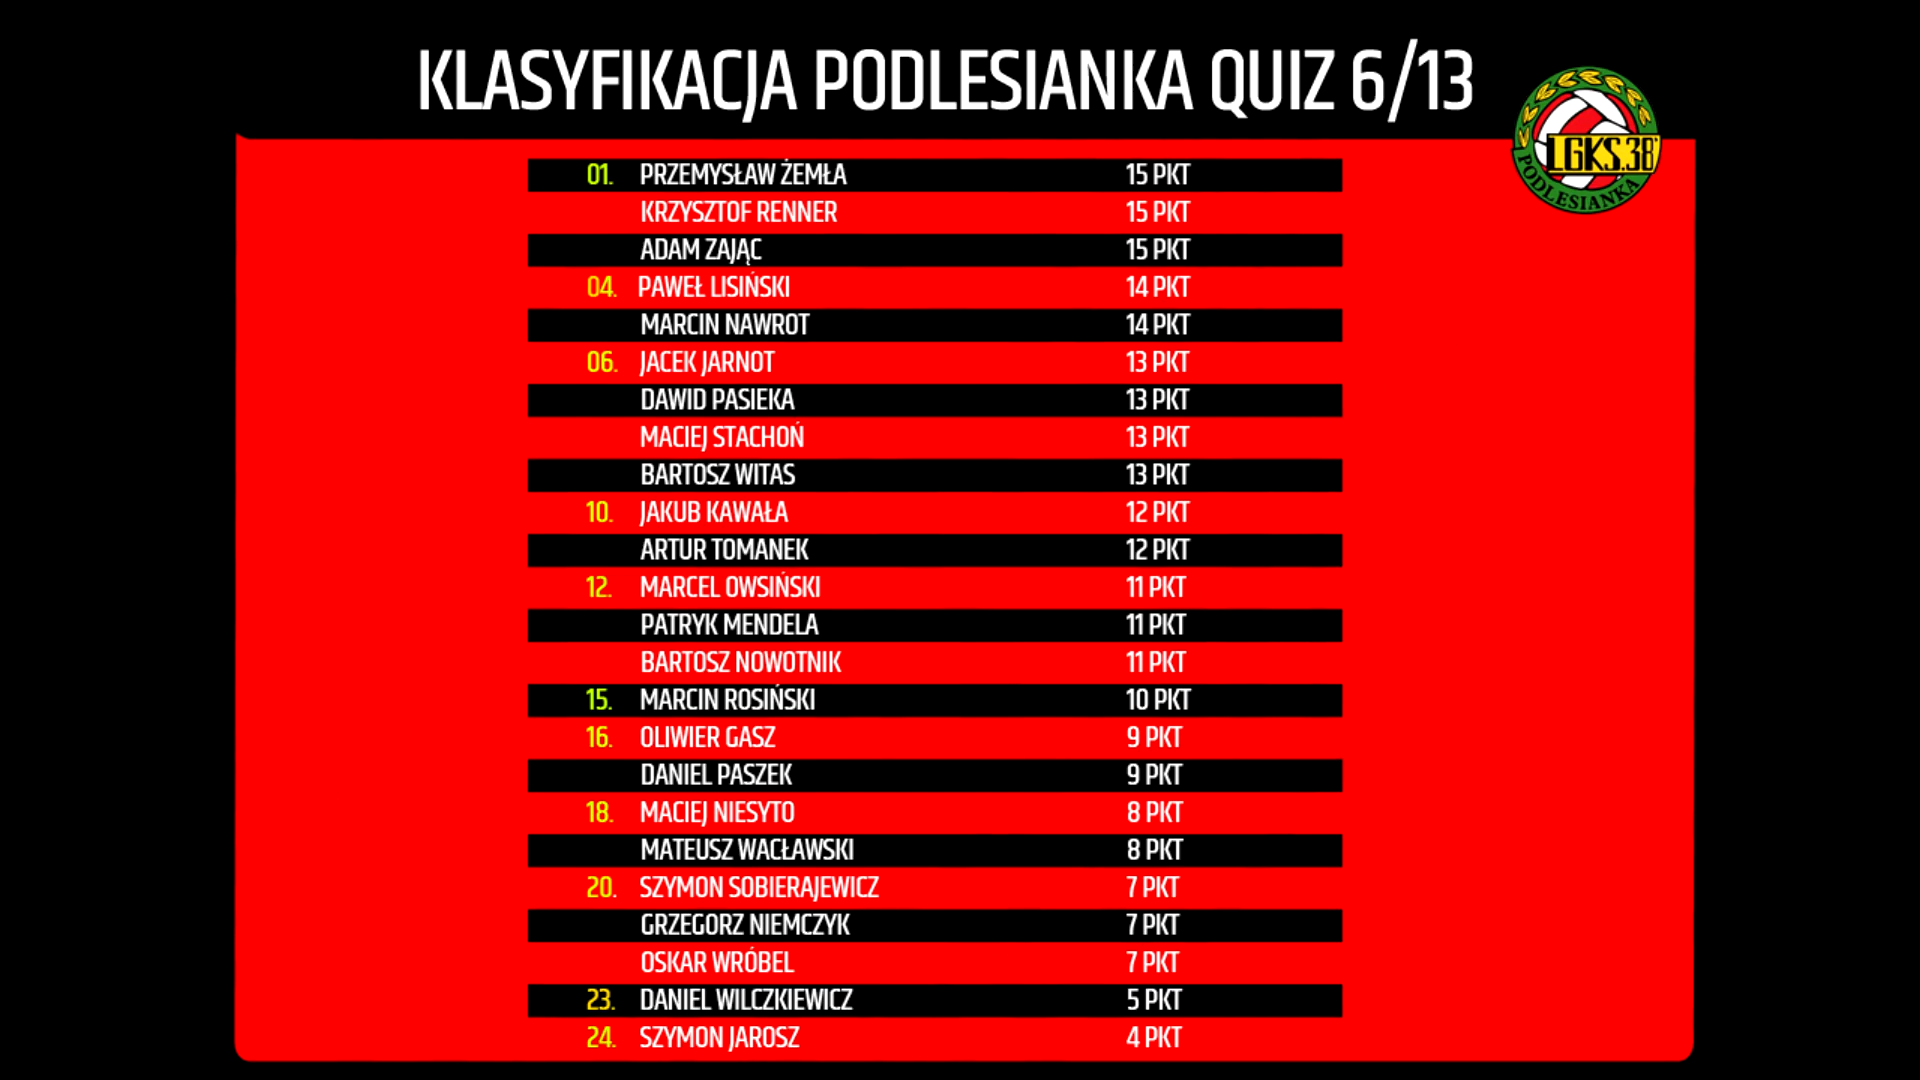 KLASYFIKACJA PODLESIANKA QUIZ 6/13
LGKS.38'
PODLESIANKA
01. PRZEMYSŁAW ŻEMŁA 15 PKT
KRZYSZTOF RENNER 15 PKT
ADAM ZAJĄC 15 PKT
04. PAWEŁ LISIŃSKI 14 PKT
MARCIN NAWROT 14 PKT
06. JACEK JARNOT 13 PKT
DAWID PASIEKA 13 PKT
MACIEJ STACHOŃ 13 PKT
BARTOSZ WITAS 13 PKT
10. JAKUB KAWAŁA 12 PKT
ARTUR TOMANEK 12 PKT
12. MARCEL OWSIŃSKI 11 PKT
PATRYK MENDELA 11 PKT
BARTOSZ NOWOTNIK 11 PKT
15. MARCIN ROSIŃSKI 10 PKT
16. OLIWIER GASZ 9 PKT
DANIEL PASZEK 9 PKT
18. MACIEJ NIESYTO 8 PKT
MATEUSZ WACŁAWSKI 8 PKT
20. SZYMON SOBIERAJEWICZ 7 PKT
GRZEGORZ NIEMCZYK 7 PKT
OSKAR WRÓBEL 7 PKT
23. DANIEL WILCZKIEWICZ 5 PKT
24. SZYMON JAROSZ 4 PKT